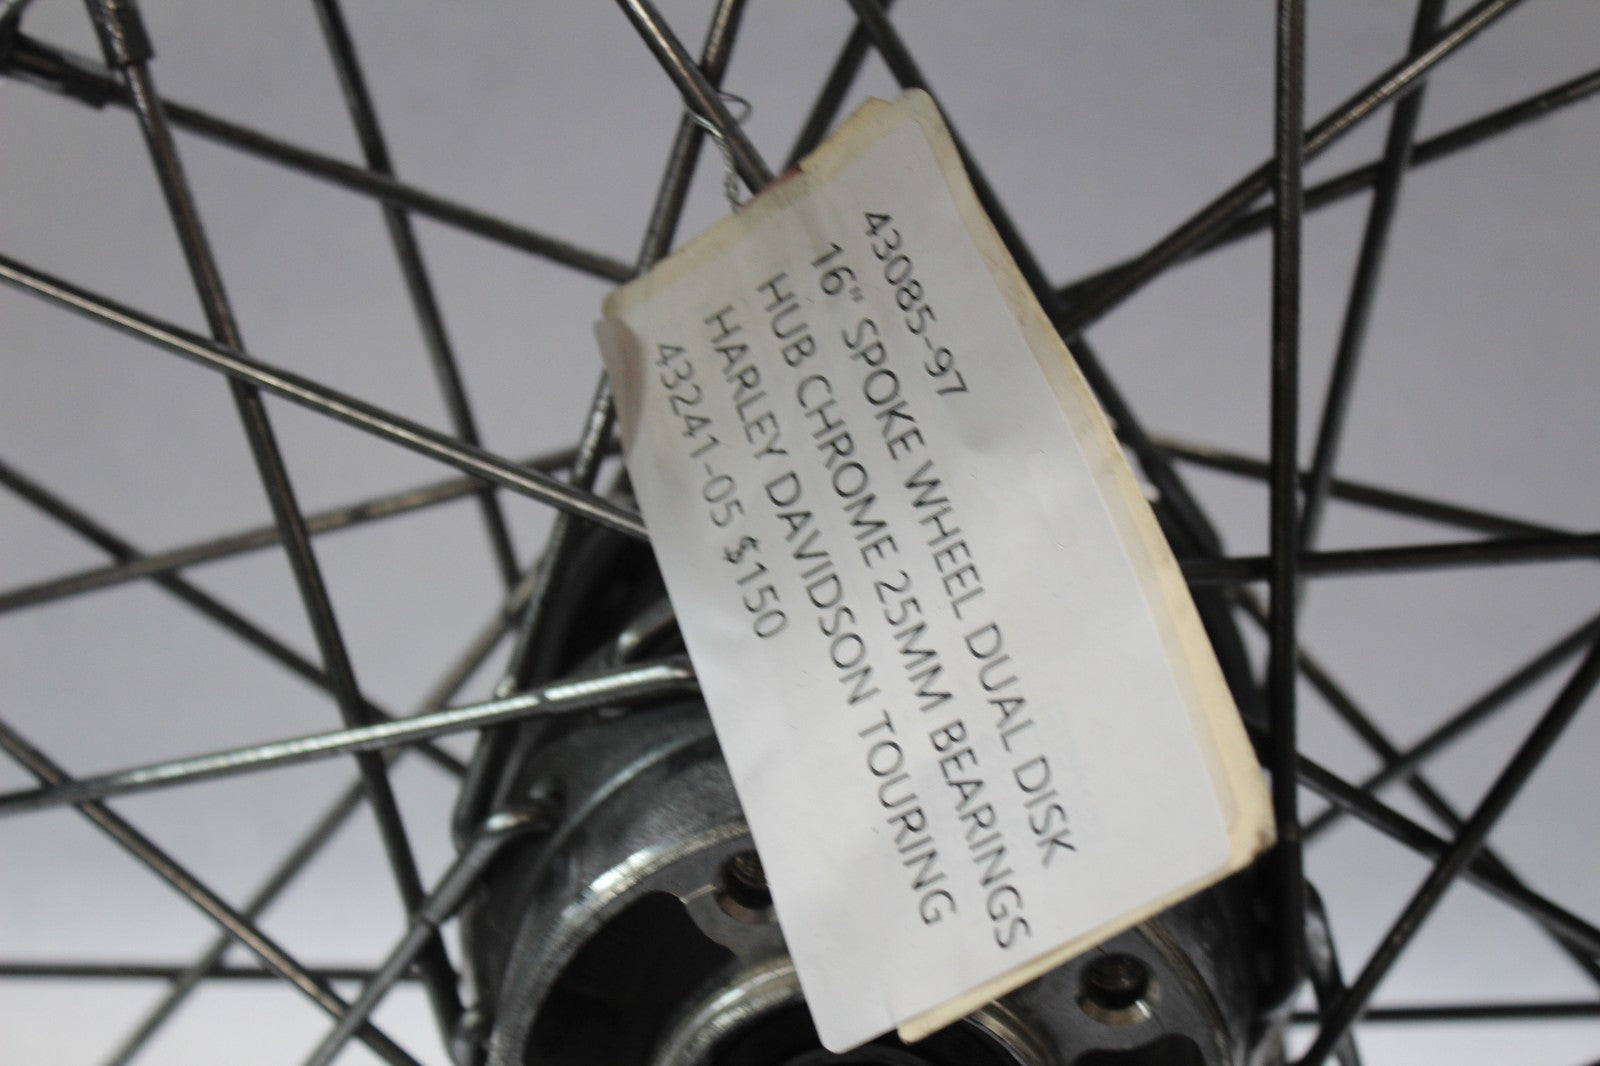 43085-97
16" SPOKE WHEEL DUAL DISK
HUB CHROME 25MM BEARINGS
HARLEY DAVIDSON TOURING
43241-05 $150